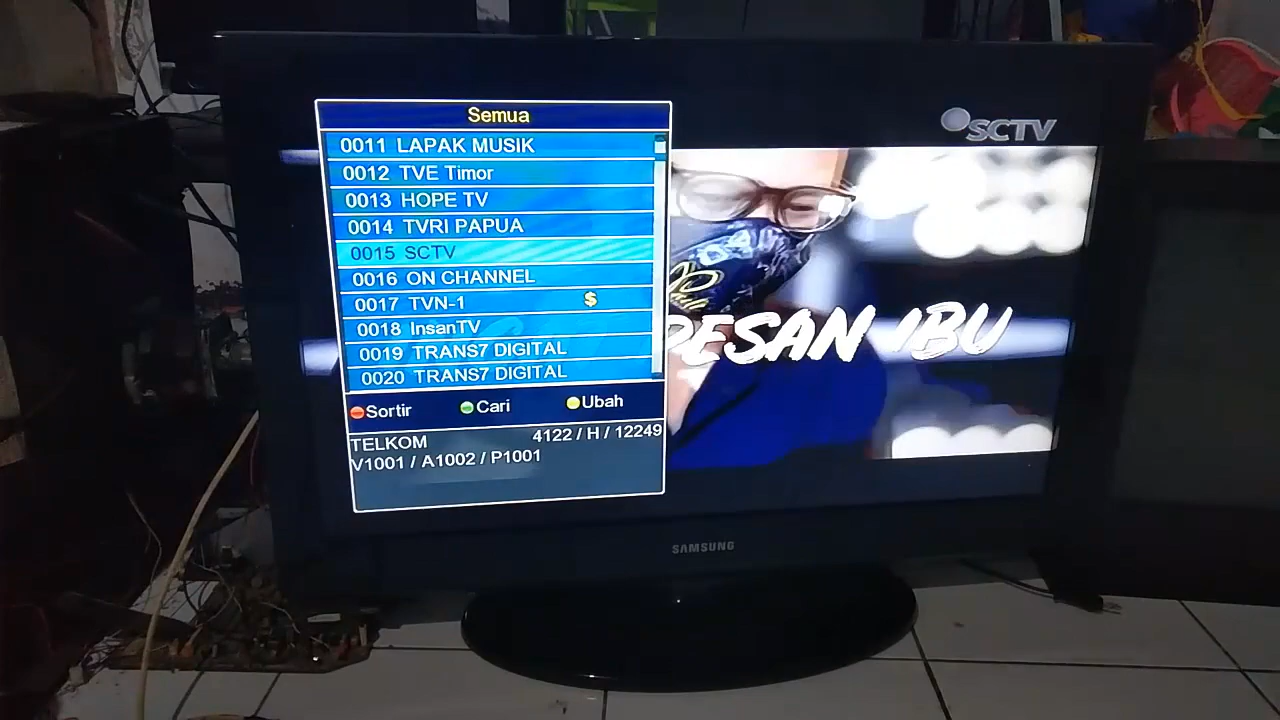 Semua
0011 LAPAK MUSIK
0012 TVE Timor
0013 HOPE TV
0014 TVRI PAPUA
0015 SCTV
0016 ON CHANNEL
0017 TVN-1 $
0018 InsanTV
0019 TRANS7 DIGITAL
0020 TRANS7 DIGITAL
Sortir Cari Ubah
TELKOM 4122 / H / 12249
V1001 / A1002 / P1001
SCTV
PESAN IBU
SAMSUNG